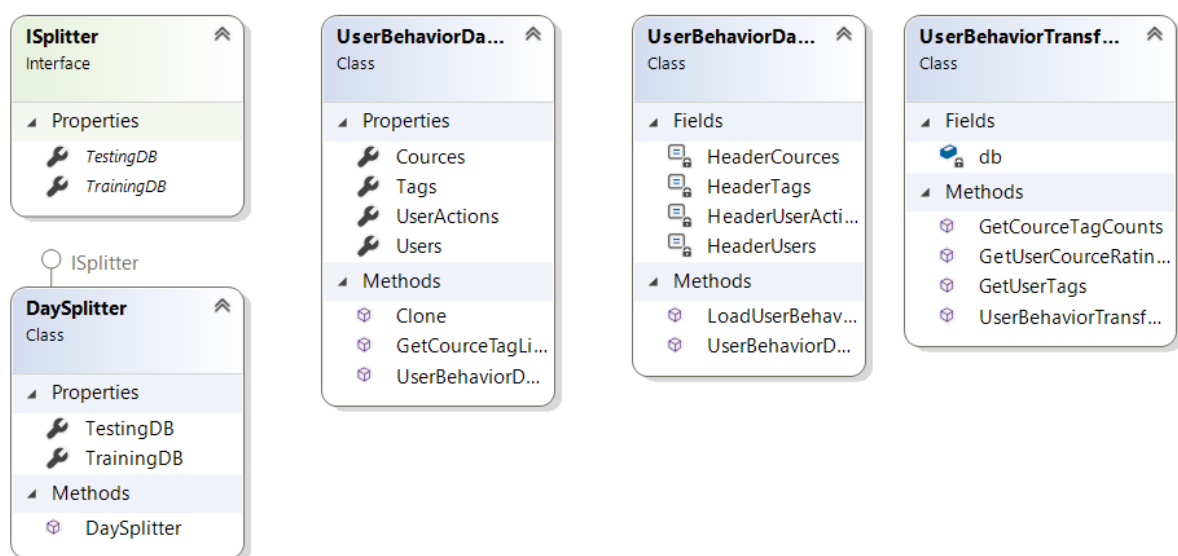 ISplitter
Interface
Properties
TestingDB
TrainingDB
ISplitter
DaySplitter
Class
Properties
TestingDB
TrainingDB
Methods
DaySplitter
UserBehaviorDa...
Class
Properties
Cources
Tags
UserActions
Users
Methods
Clone
GetCourceTagLi...
UserBehaviorD...
UserBehaviorDa...
Class
Fields
HeaderCources
HeaderTags
HeaderUserActi...
HeaderUsers
Methods
LoadUserBehav...
UserBehaviorD...
UserBehaviorTransf...
Class
Fields
db
Methods
GetCourceTagCounts
GetUserCourceRatin...
GetUserTags
UserBehaviorTransf...